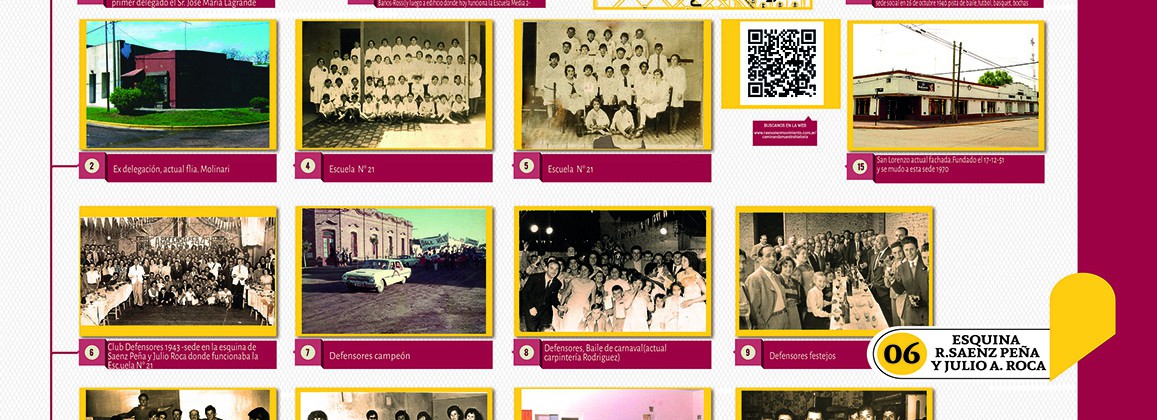 primer delegado el Sr. José María Lagrande
Barlos-Rossi)y luego a edificio donde hoy funciona la Escuela Media 2-
sede social en 26 de octubre 1940 pista de baile,futbol, basquet, bochas
BUSCANOS EN LA WEB
2 Ex delegación, actual flia. Molinari
4 Escuela N° 21
5 Escuela N° 21
15 San Lorenzo actual fachada.Fundado el 17-12-51
y se mudo a esta sede 1970
6 Club Defensores 1943 -sede en la esquina de
Saenz Peña y Julio Roca donde funcionaba la
Escuela N° 21
7 Defensores campeón
8 Defensores, Baile de carnaval(actual
carpintería Rodriguez)
9 Defensores festejos
06
ESQUINA
R.SAENZ PEÑA
Y JULIO A. ROCA